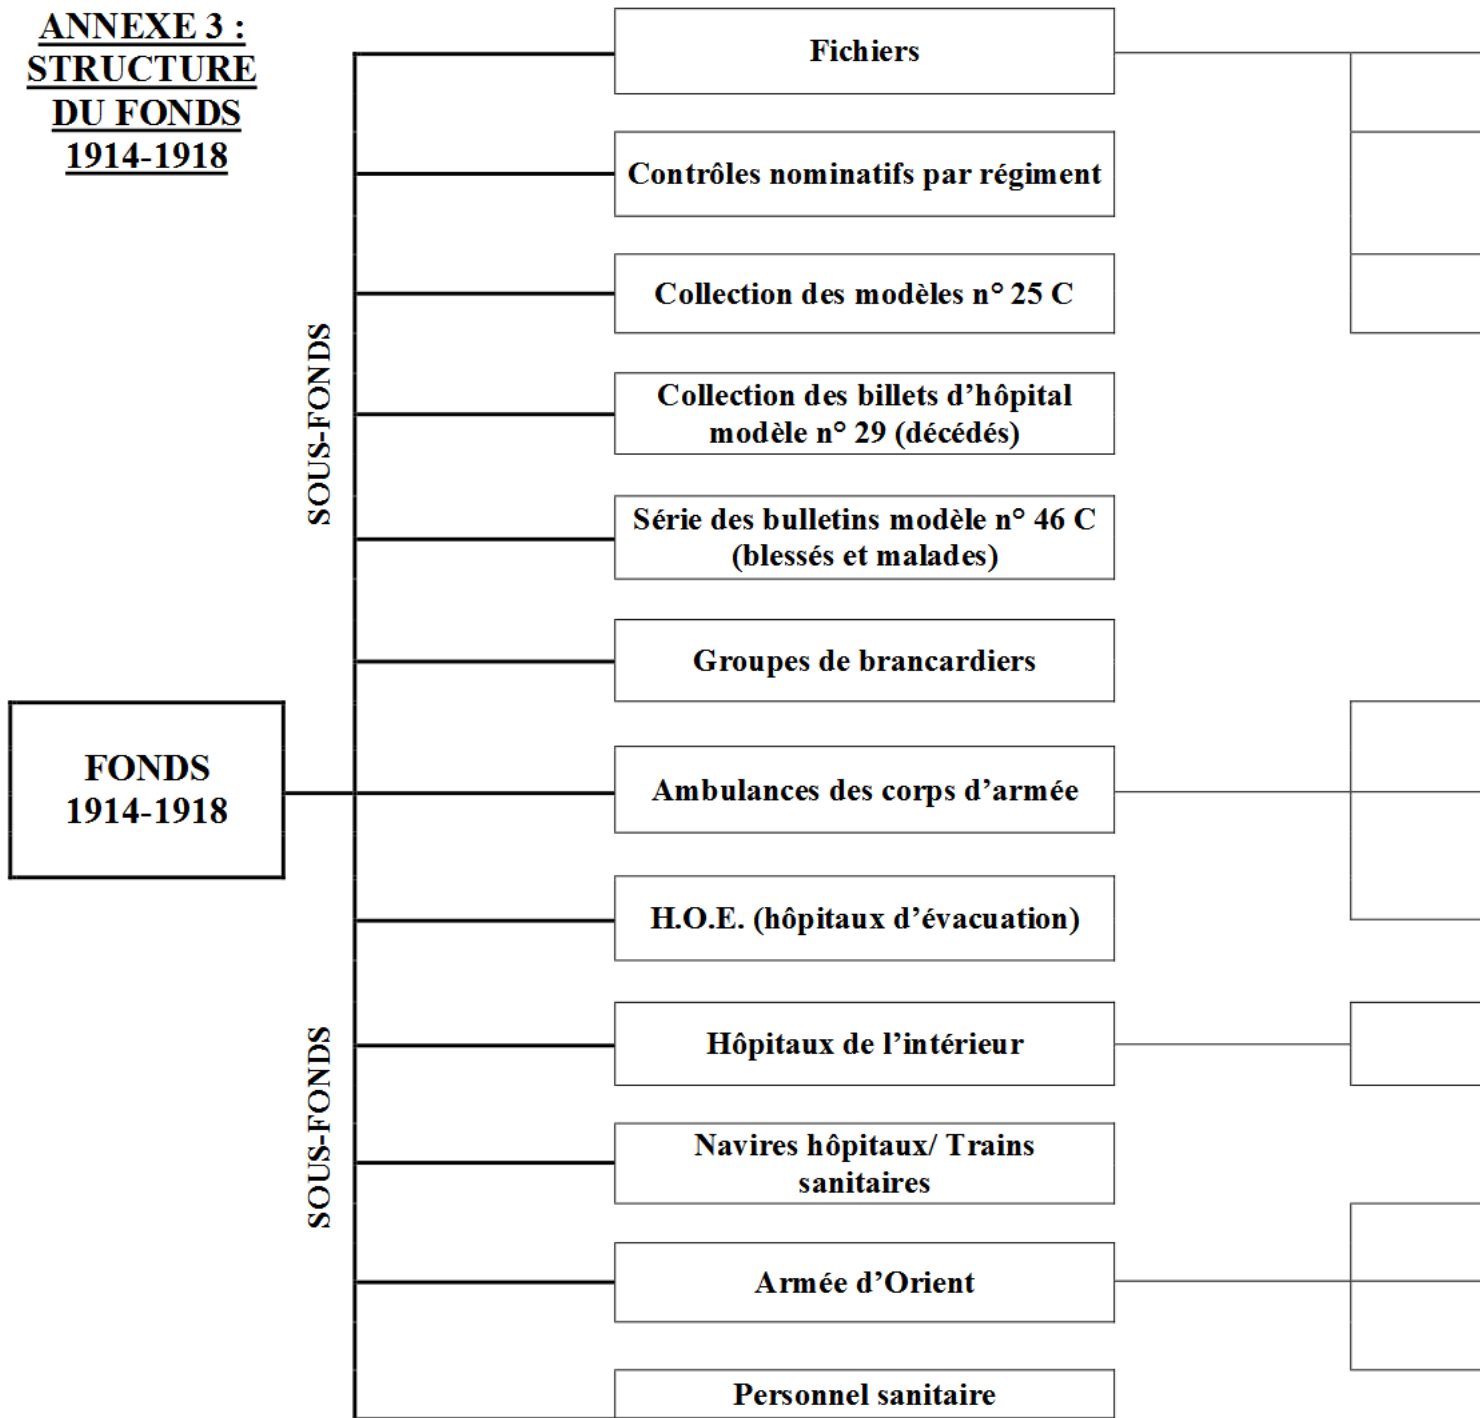 ANNEXE 3 :
STRUCTURE
DU FONDS
1914-1918
Fichiers
Contrôles nominatifs par régiment
Collection des modèles n° 25 C
SOUS-FONDS
Collection des billets d’hôpital
modèle n° 29 (décédés)
Série des bulletins modèle n° 46 C
(blessés et malades)
Groupes de brancardiers
FONDS
1914-1918
Ambulances des corps d’armée
H.O.E. (hôpitaux d’évacuation)
SOUS-FONDS
Hôpitaux de l’intérieur
Navires hôpitaux/ Trains
sanitaires
Armée d’Orient
Personnel sanitaire